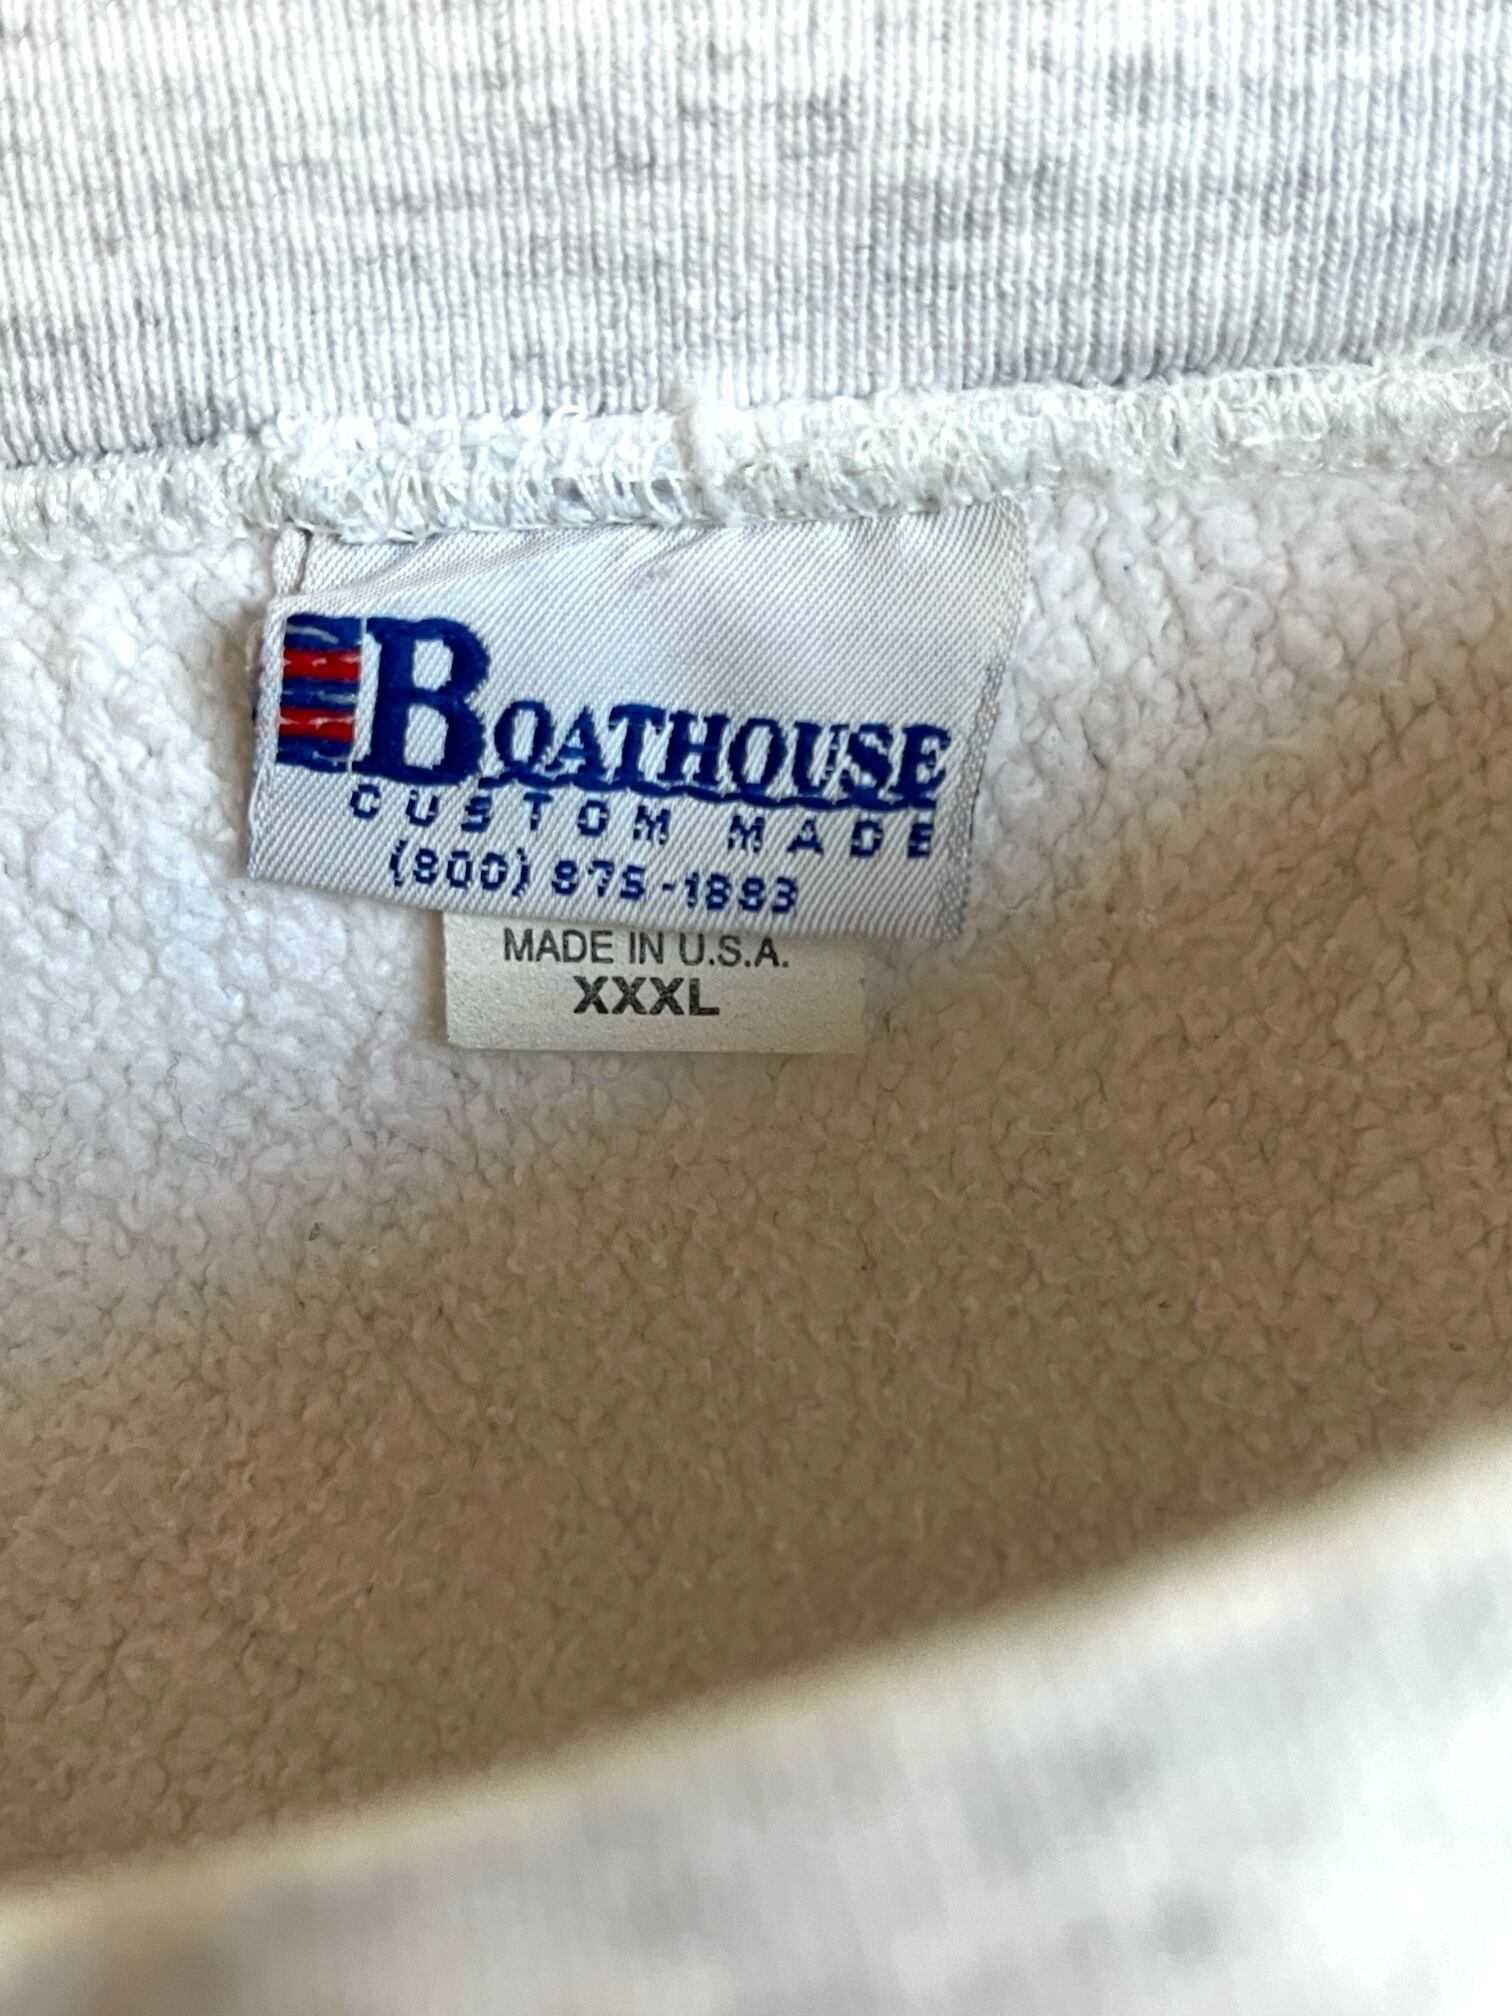 BOATHOUSE
CUSTOM MADE
(800) 875-1883
MADE IN U.S.A.
XXXL